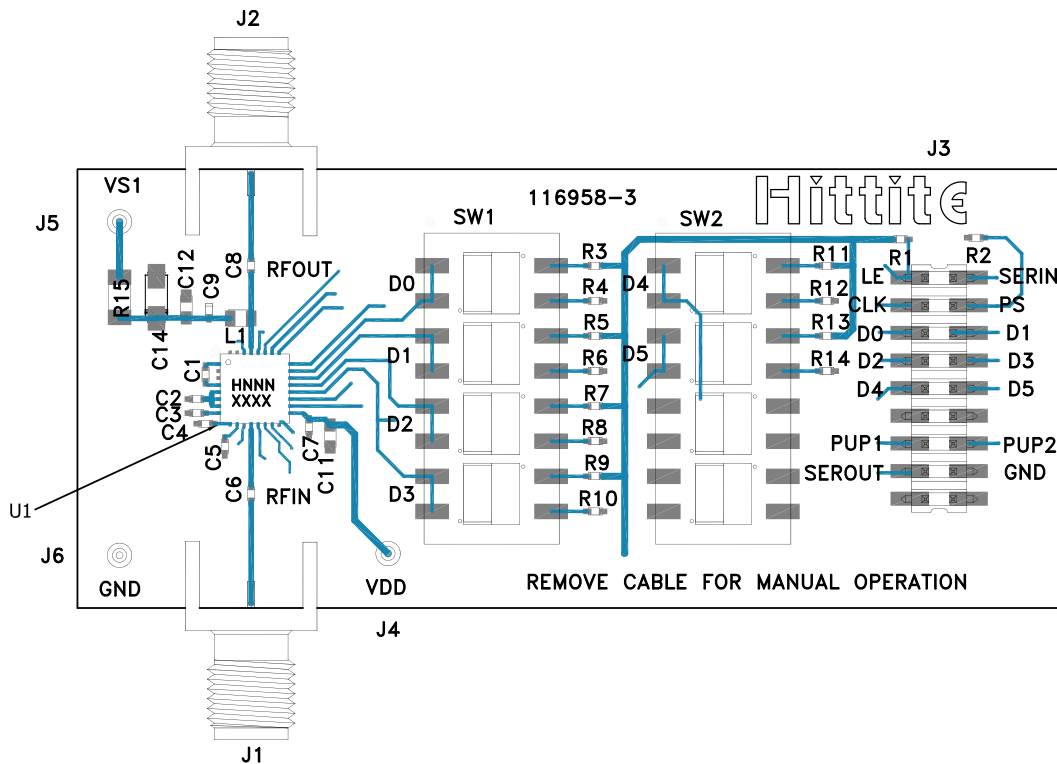 J2
J3
VS1
116958-3
Hittite
J5
SW1
SW2
R3
R11
R1
R2
C12
C9
C8
RFOUT
D0
R4
D4
R12
LE
SERIN
R15
CLK
PS
C14
L1
R5
R13
D0
D1
C1
HNNN
XXXX
D1
R6
D5
R14
D2
D3
C2
C3
C4
R7
D4
D5
C5
C7
C11
D2
R8
PUP1
PUP2
C6
RFIN
D3
R9
SEROUT
GND
U1
R10
J6
GND
VDD
REMOVE CABLE FOR MANUAL OPERATION
J4
J1